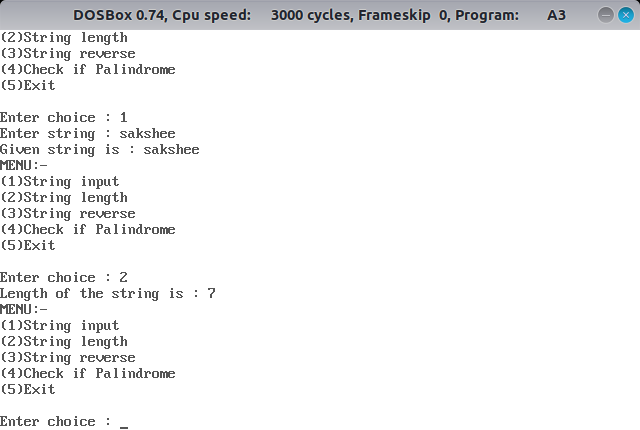 DOSBox 0.74, Cpu speed: 3000 cycles, Frameskip 0, Program: A3
(2)String length
(3)String reverse
(4)Check if Palindrome
(5)Exit
Enter choice : 1
Enter string : sakshee
Given string is : sakshee
MENU:-
(1)String input
(2)String length
(3)String reverse
(4)Check if Palindrome
(5)Exit
Enter choice : 2
Length of the string is : 7
MENU:-
(1)String input
(2)String length
(3)String reverse
(4)Check if Palindrome
(5)Exit
Enter choice : _